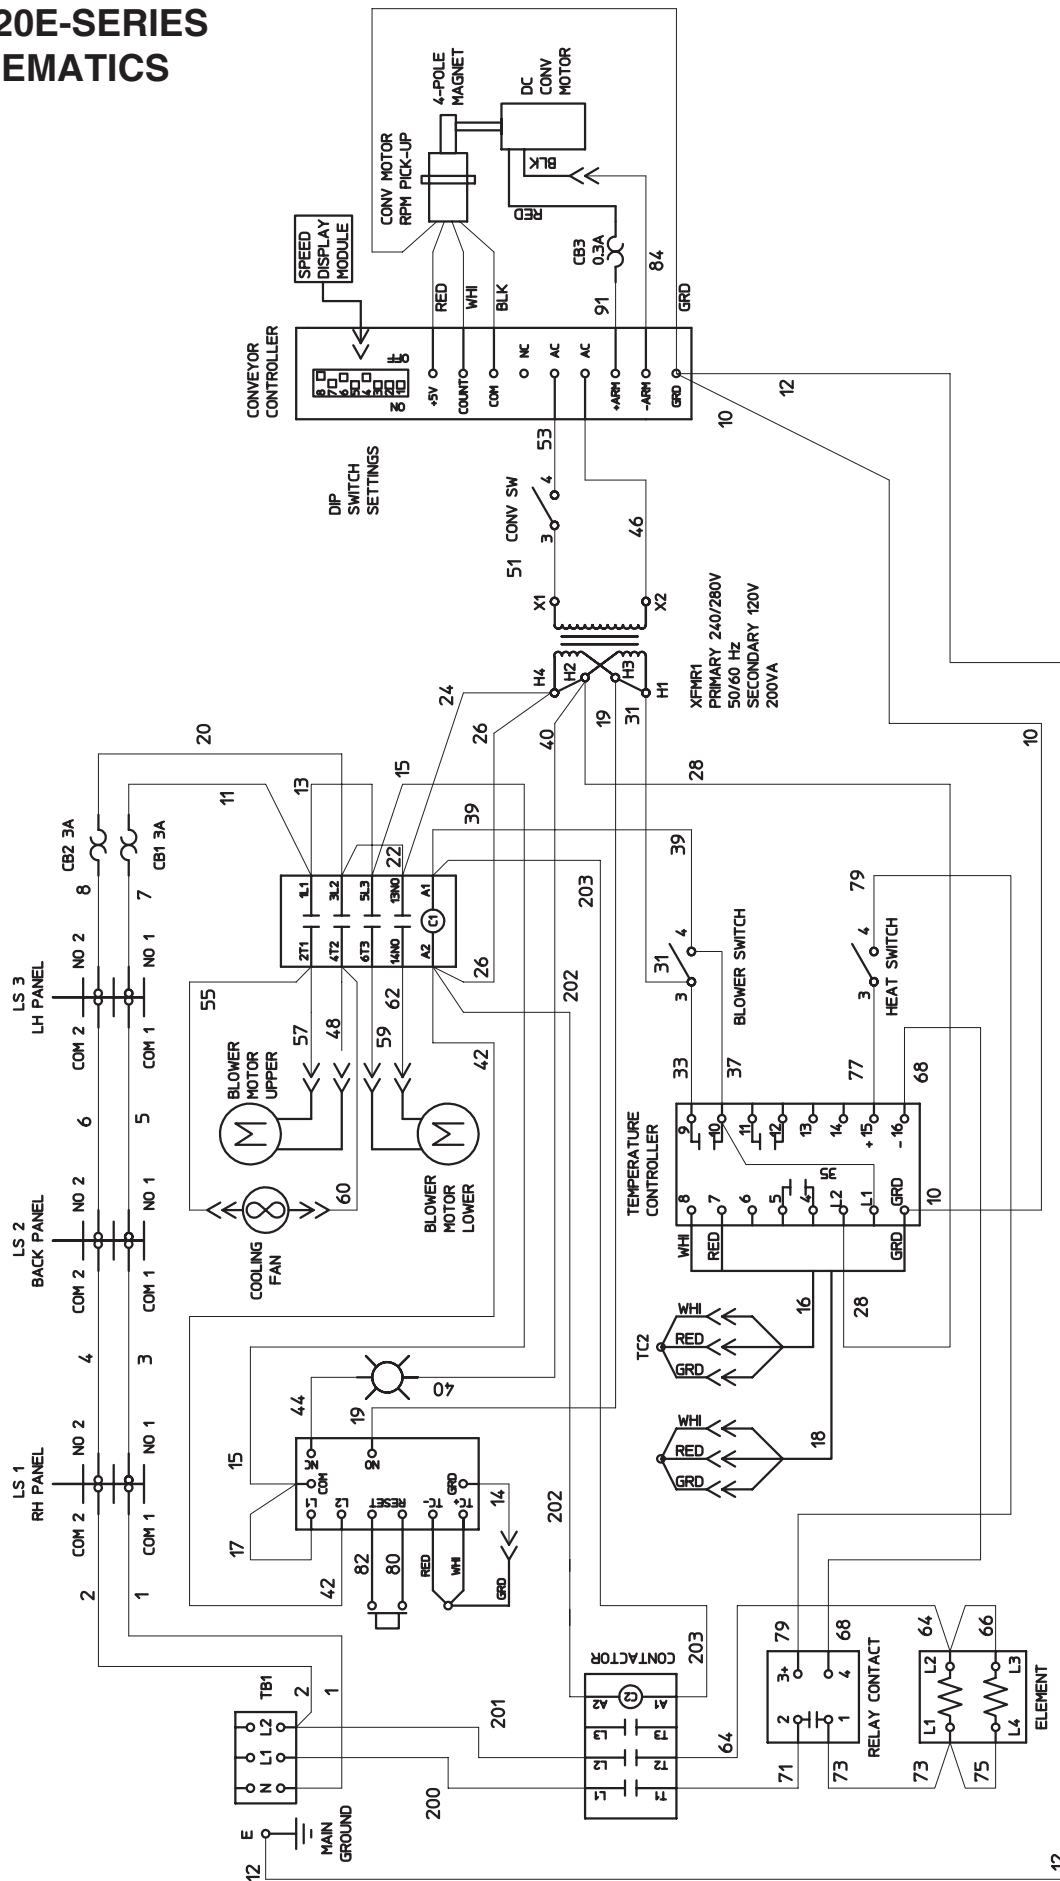 20E-SERIES
EMATICS
4-POLE
MAGNET
DC
CONV
MOTOR
CONV MOTOR
RPM PICK-UP
BLK
RED
SPEED
DISPLAY
MODULE
CB3
0.3A
84
91
GRD
RED
WHI
BLK
CONVEYOR
CONTROLLER
OFF
8
7
6
5
4
3
2
1
ON
+5V
COUNT
COM
NC
AC
AC
+ARM
-ARM
GRD
12
10
DIP
SWITCH
SETTINGS
53
CONV SW
4
3
51
46
X1
X2
H4
H2
H3
H1
XFMR1
PRIMARY 240/280V
50/60 Hz
SECONDARY 120V
200VA
24
26
40
19
31
28
10
20
11
13
15
22
39
39
203
CB2 3A
CB1 3A
8
7
1L1
3L2
5L3
13NO
A1
C1
2T1
4T2
6T3
14NO
A2
LS 3
LH PANEL
NO 2
NO 1
COM 2
COM 1
55
57
48
59
62
26
42
202
BLOWER
MOTOR
UPPER
M
M
BLOWER
MOTOR
LOWER
COOLING
FAN
60
31
4
3
BLOWER SWITCH
79
4
3
HEAT SWITCH
33
37
77
68
TEMPERATURE
CONTROLLER
9
10
11
12
13
14
+ 15
- 16
8
7
6
5
4
L2
L1
GRD
10
WHI
RED
GRD
6
5
LS 2
BACK PANEL
NO 2
NO 1
COM 2
COM 1
4
3
16
28
18
TC2
WHI
RED
GRD
WHI
RED
GRD
LS 1
RH PANEL
NO 2
NO 1
COM 2
COM 1
2
1
44
40
19
15
17
42
NC
COM
NO
L1
L2
RESET
TC-
TC+
GRD
14
82
80
RED
WHI
GRD
202
TB1
2
1
L2
L1
N
201
200
E
12
MAIN
GROUND
CONTACTOR
C2
A2
A1
L3
T3
L2
T2
L1
T1
203
64
79
68
3+
4
2
1
RELAY CONTACT
71
73
64
66
L2
L3
L1
L4
ELEMENT
73
75
12